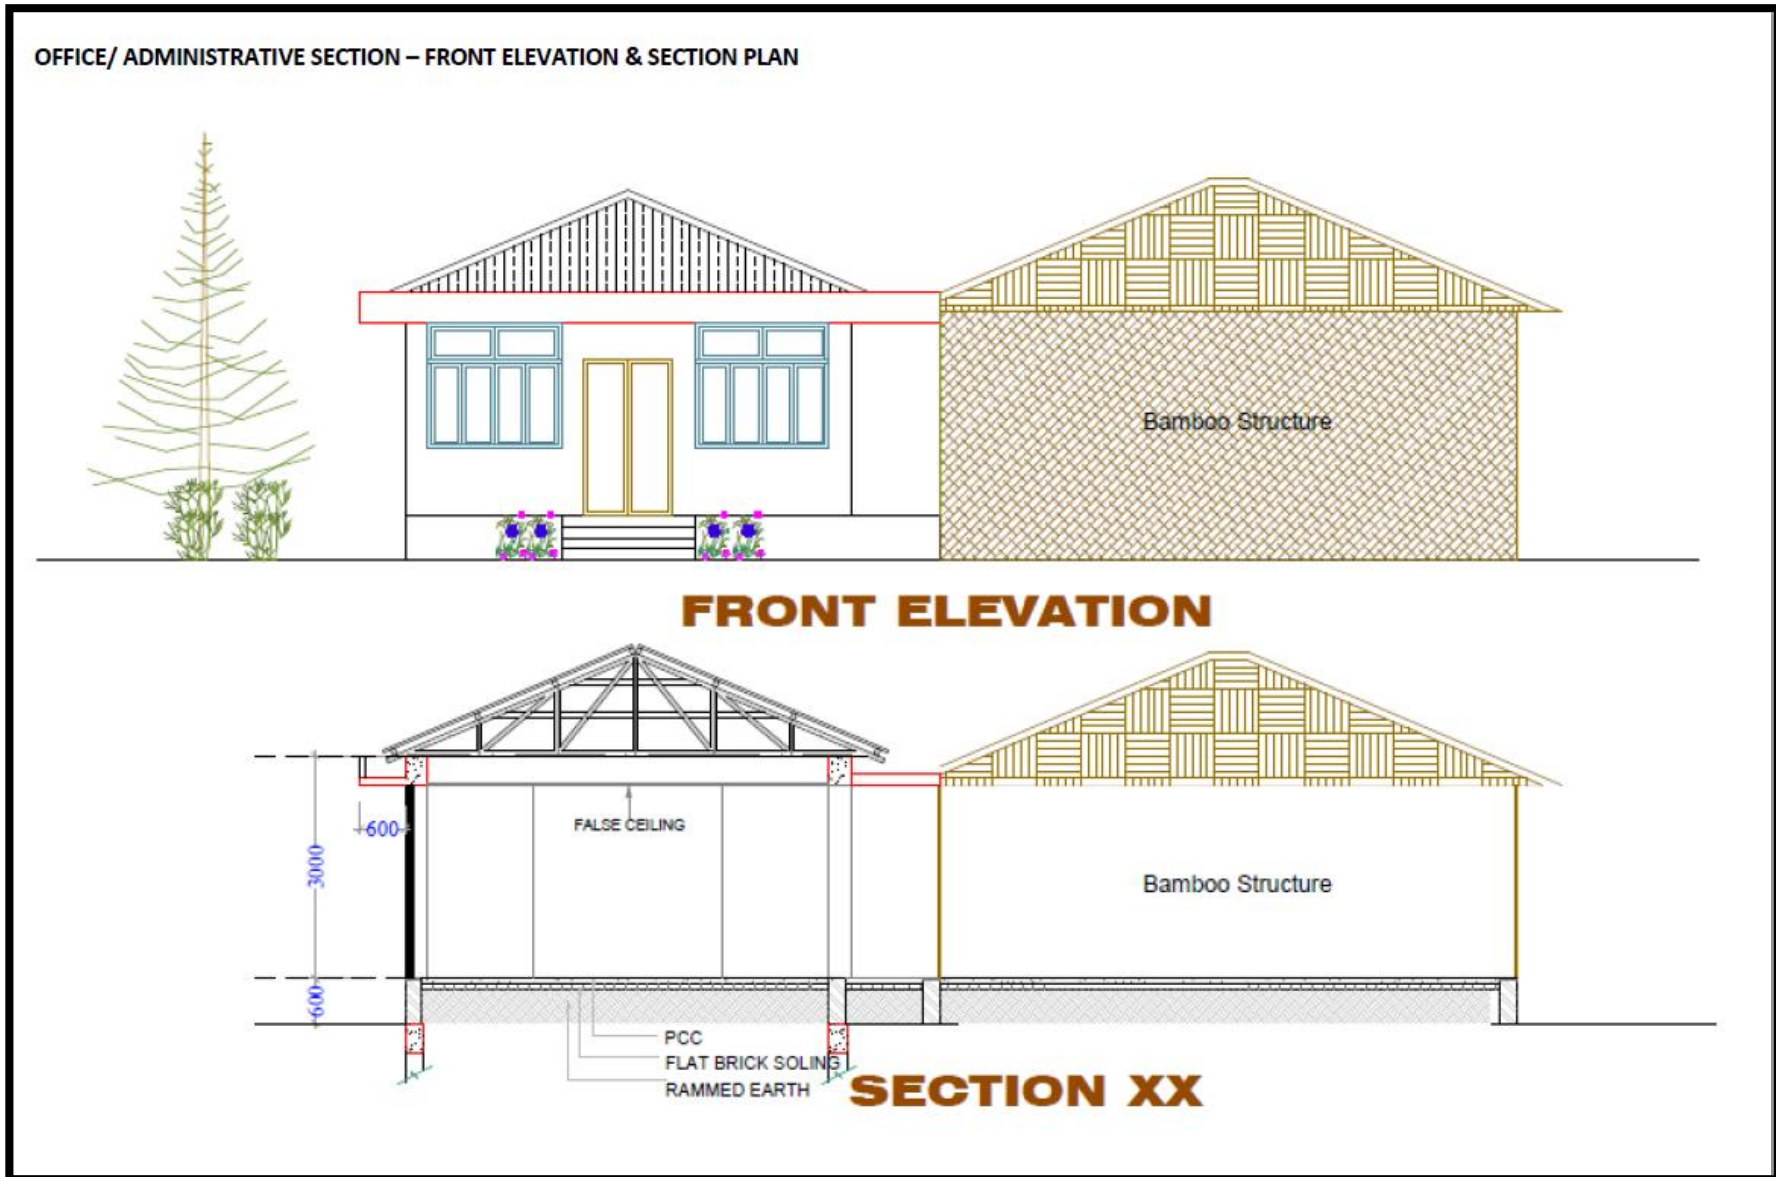 OFFICE/ ADMINISTRATIVE SECTION – FRONT ELEVATION & SECTION PLAN
Bamboo Structure
FRONT ELEVATION
600
FALSE CEILING
3000
Bamboo Structure
600
PCC
FLAT BRICK SOLING
RAMMED EARTH
SECTION XX